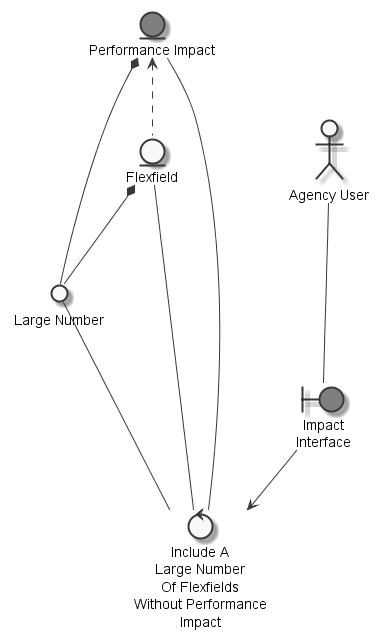 Performance Impact
Flexfield
Agency User
Large Number
Impact
Interface
Include A
Large Number
Of Flexfields
Without Performance
Impact